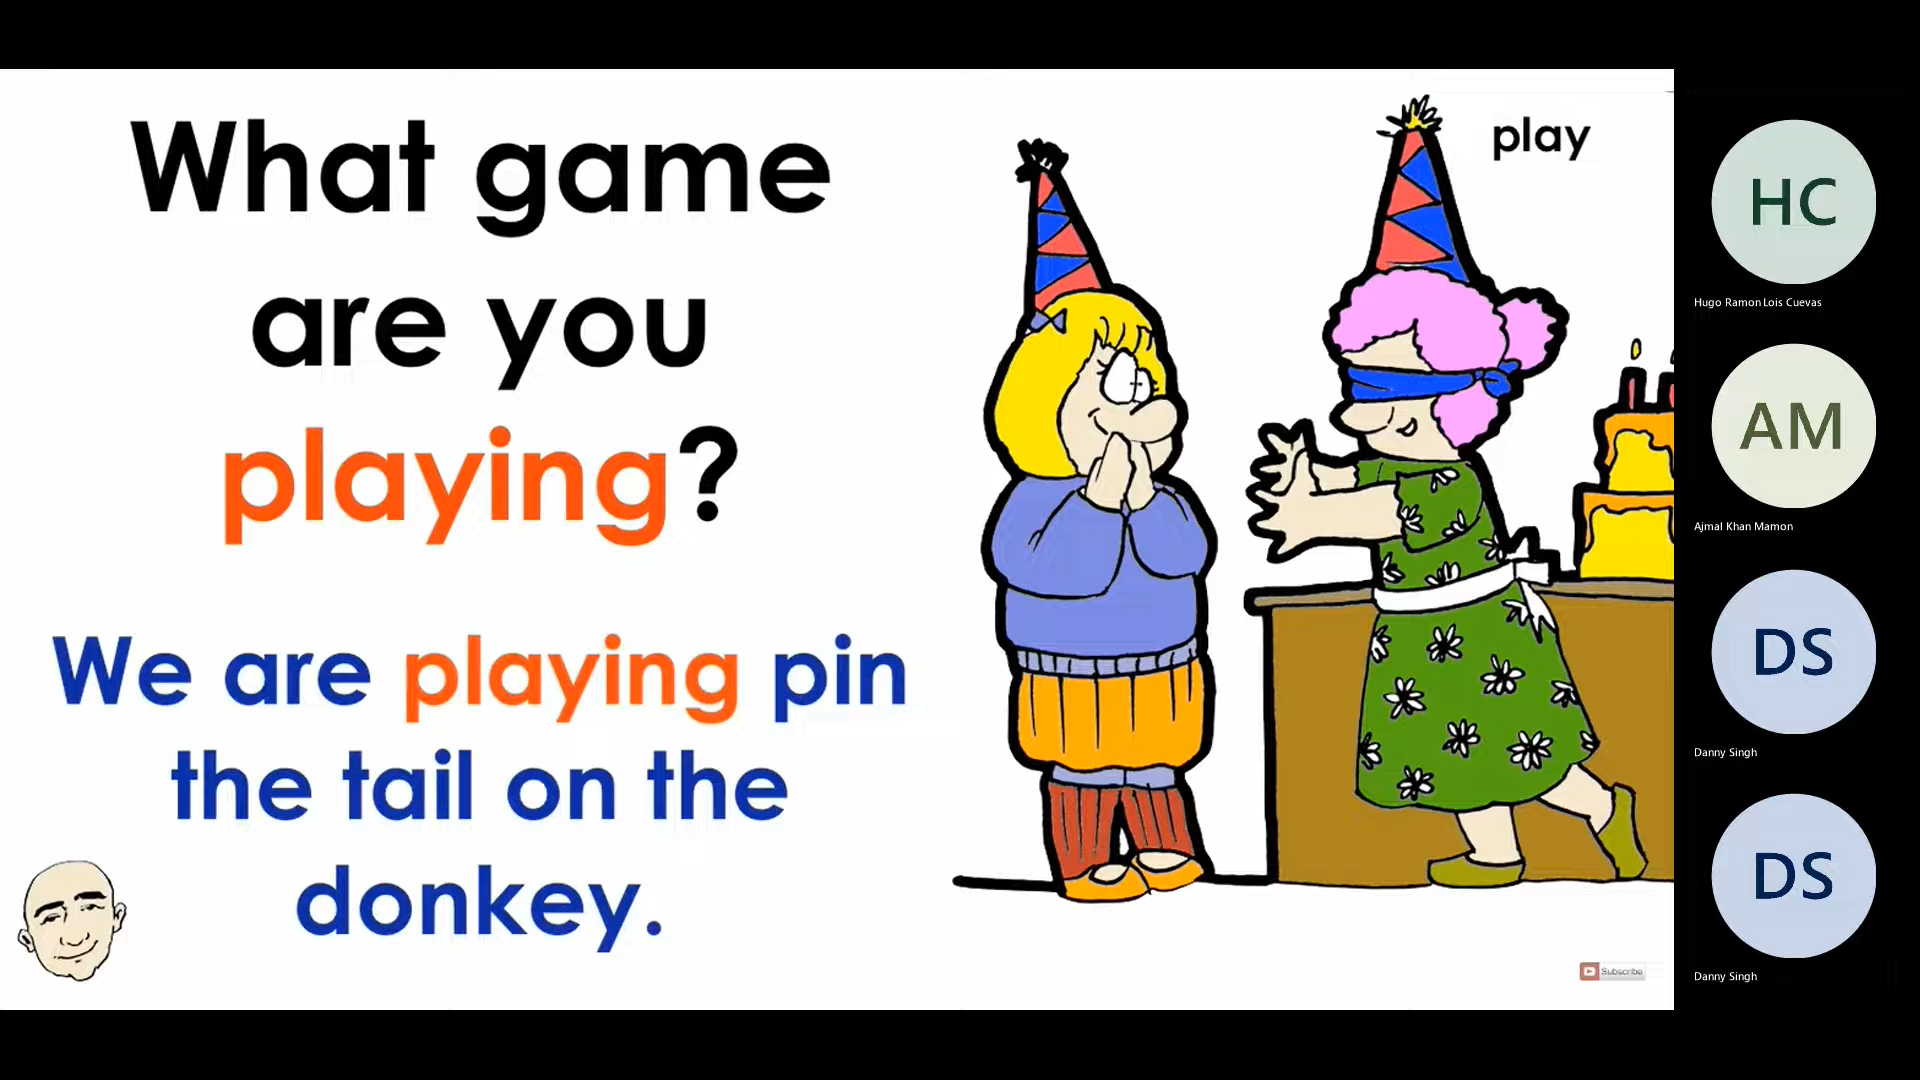 What game
are you
playing?
We are playing pin
the tail on the
donkey.
play
Subscribe
HC
Hugo Ramon Lois Cuevas
AM
Ajmal Khan Mamon
DS
Danny Singh
DS
Danny Singh